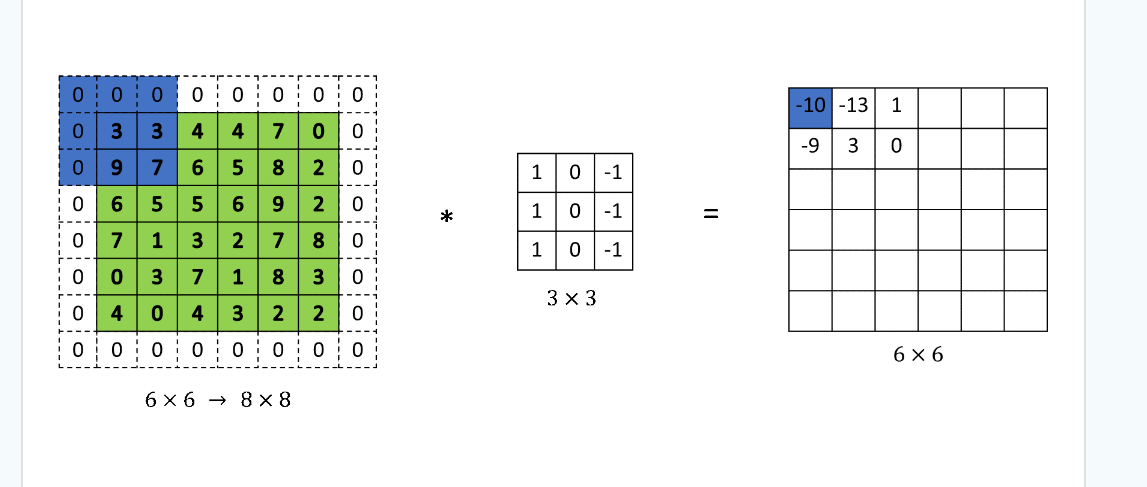 0 0 0 0 0 0 0 0
0 3 3 4 4 7 0 0
0 9 7 6 5 8 2 0
0 6 5 5 6 9 2 0
0 7 1 3 2 7 8 0
0 0 3 7 1 8 3 0
0 4 0 4 3 2 2 0
0 0 0 0 0 0 0 0
6 × 6 → 8 × 8
*
1 0 -1
1 0 -1
1 0 -1
3 × 3
=
-10 -13 1
-9 3 0
6 × 6